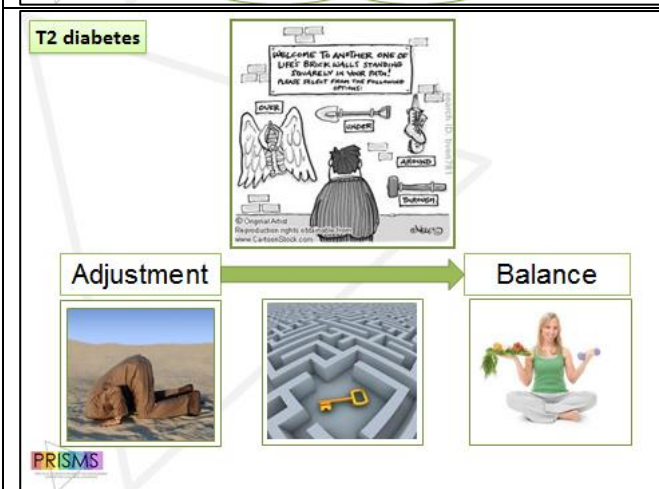 T2 diabetes
WELCOME TO ANOTHER ONE OF
LIFE'S BRICK WALLS STANDING
SQUARELY IN YOUR PATH!
PLEASE SELECT FROM THE FOLLOWING
OPTIONS:
OVER
UNDER
AROUND
THROUGH
© Original Artist
Reproduction rights obtainable from
www.CartoonStock.com
Adjustment
Balance
PRISMS